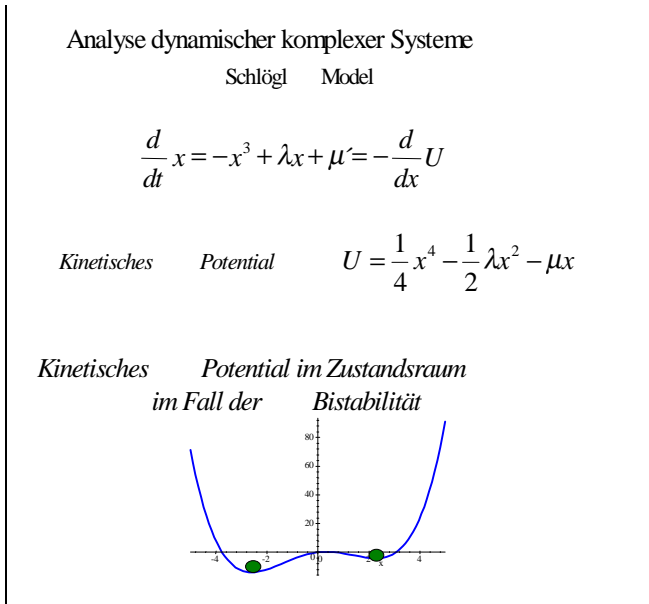 Analyse dynamischer komplexer Systeme
Schlögl Model
d/dt x = −x³ + λx + μ´= − d/dx U
Kinetisches Potential U = 1/4 x⁴ − 1/2 λx² − μx
Kinetisches Potential im Zustandsraum
im Fall der Bistabilität
80
60
40
20
-4 -2 0 2 x 4